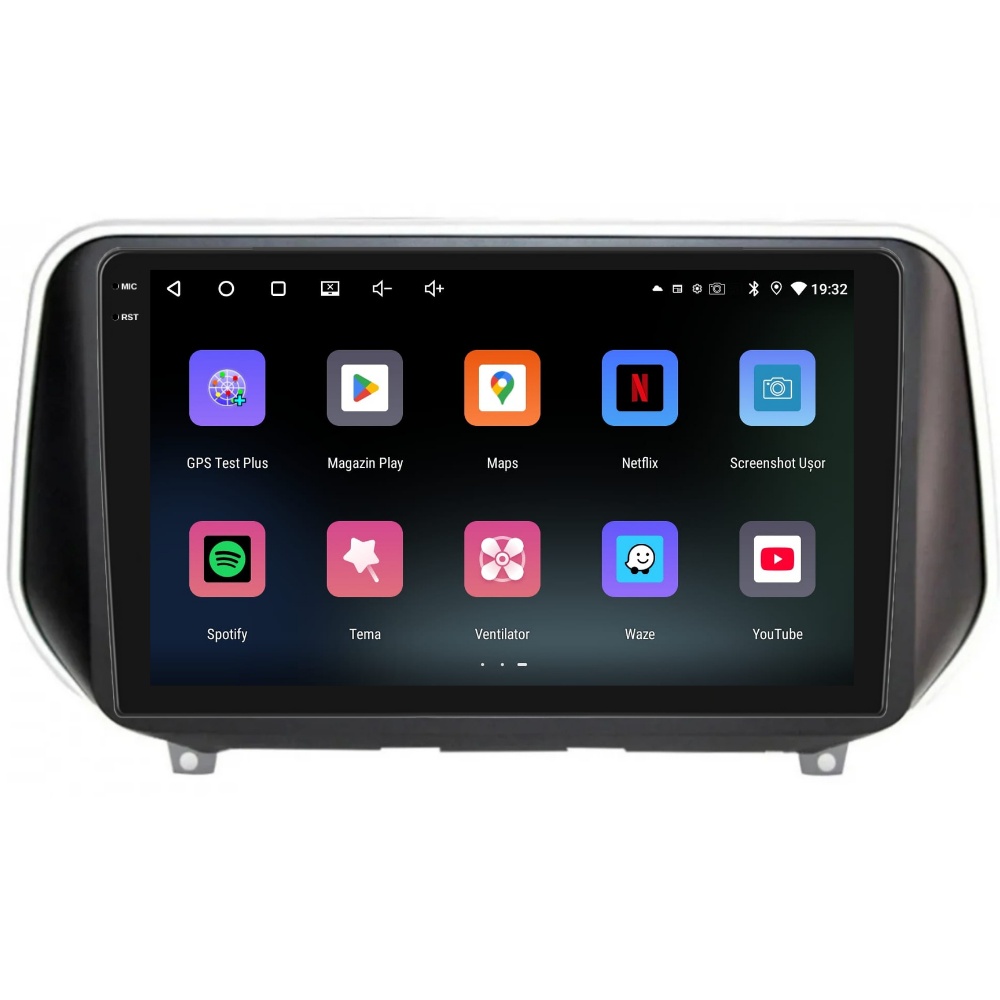 MIC
19:32
RST
GPS Test Plus
Magazin Play
Maps
Netflix
Screenshot Ușor
Spotify
Tema
Ventilator
Waze
YouTube